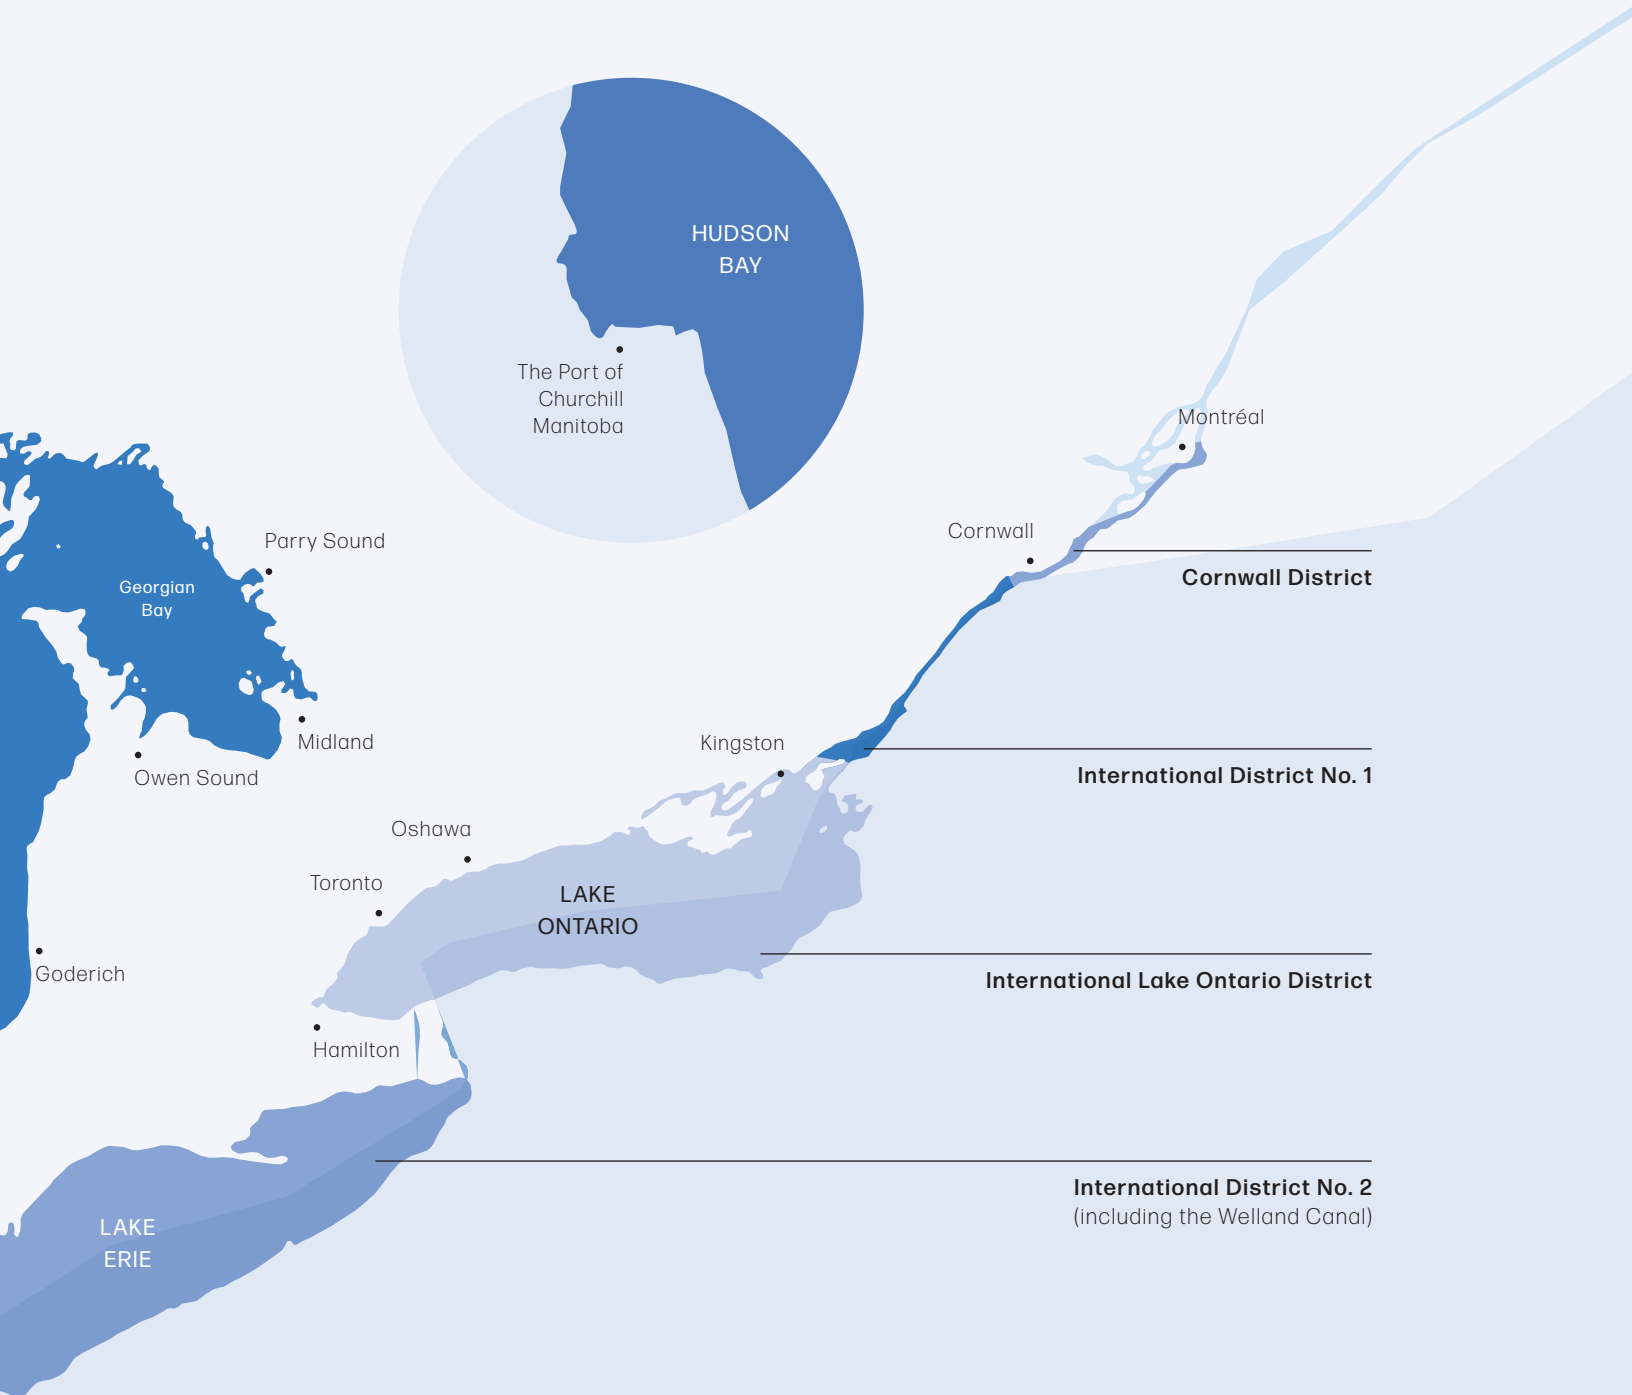 HUDSON
BAY
The Port of
Churchill
Manitoba
Montréal
Cornwall
Cornwall District
Parry Sound
Georgian
Bay
Midland
Owen Sound
Kingston
International District No. 1
Oshawa
Toronto
LAKE
ONTARIO
Goderich
International Lake Ontario District
Hamilton
International District No. 2
(including the Welland Canal)
LAKE
ERIE